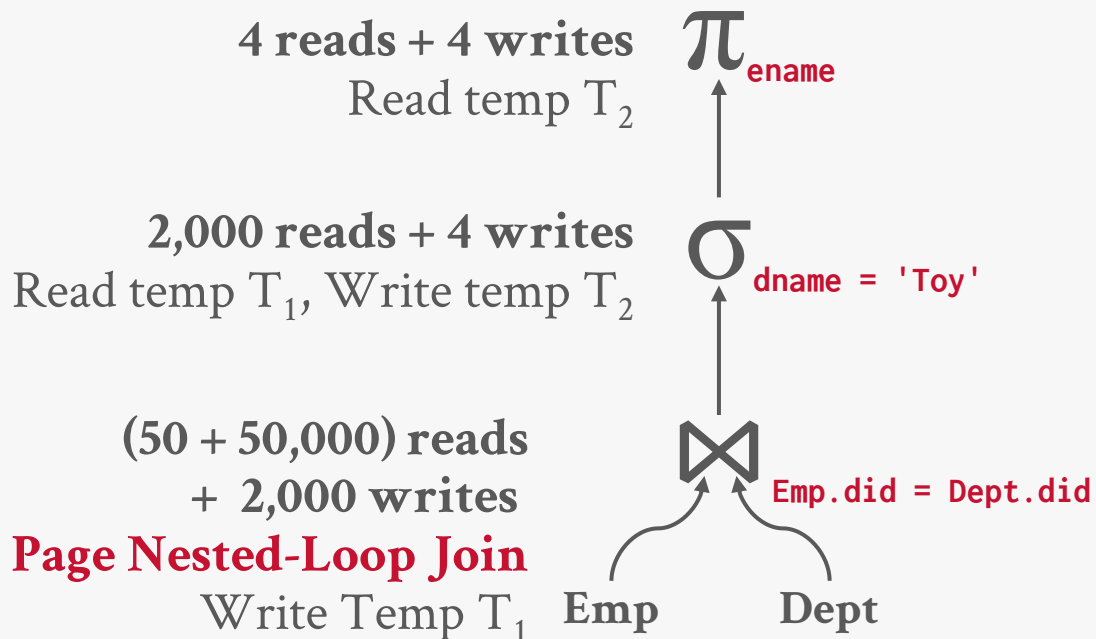 4 reads + 4 writes
π ename
Read temp T₂
2,000 reads + 4 writes
σ dname = 'Toy'
Read temp T₁, Write temp T₂
(50 + 50,000) reads
+ 2,000 writes
⋈ Emp.did = Dept.did
Page Nested-Loop Join
Write Temp T₁
Emp
Dept